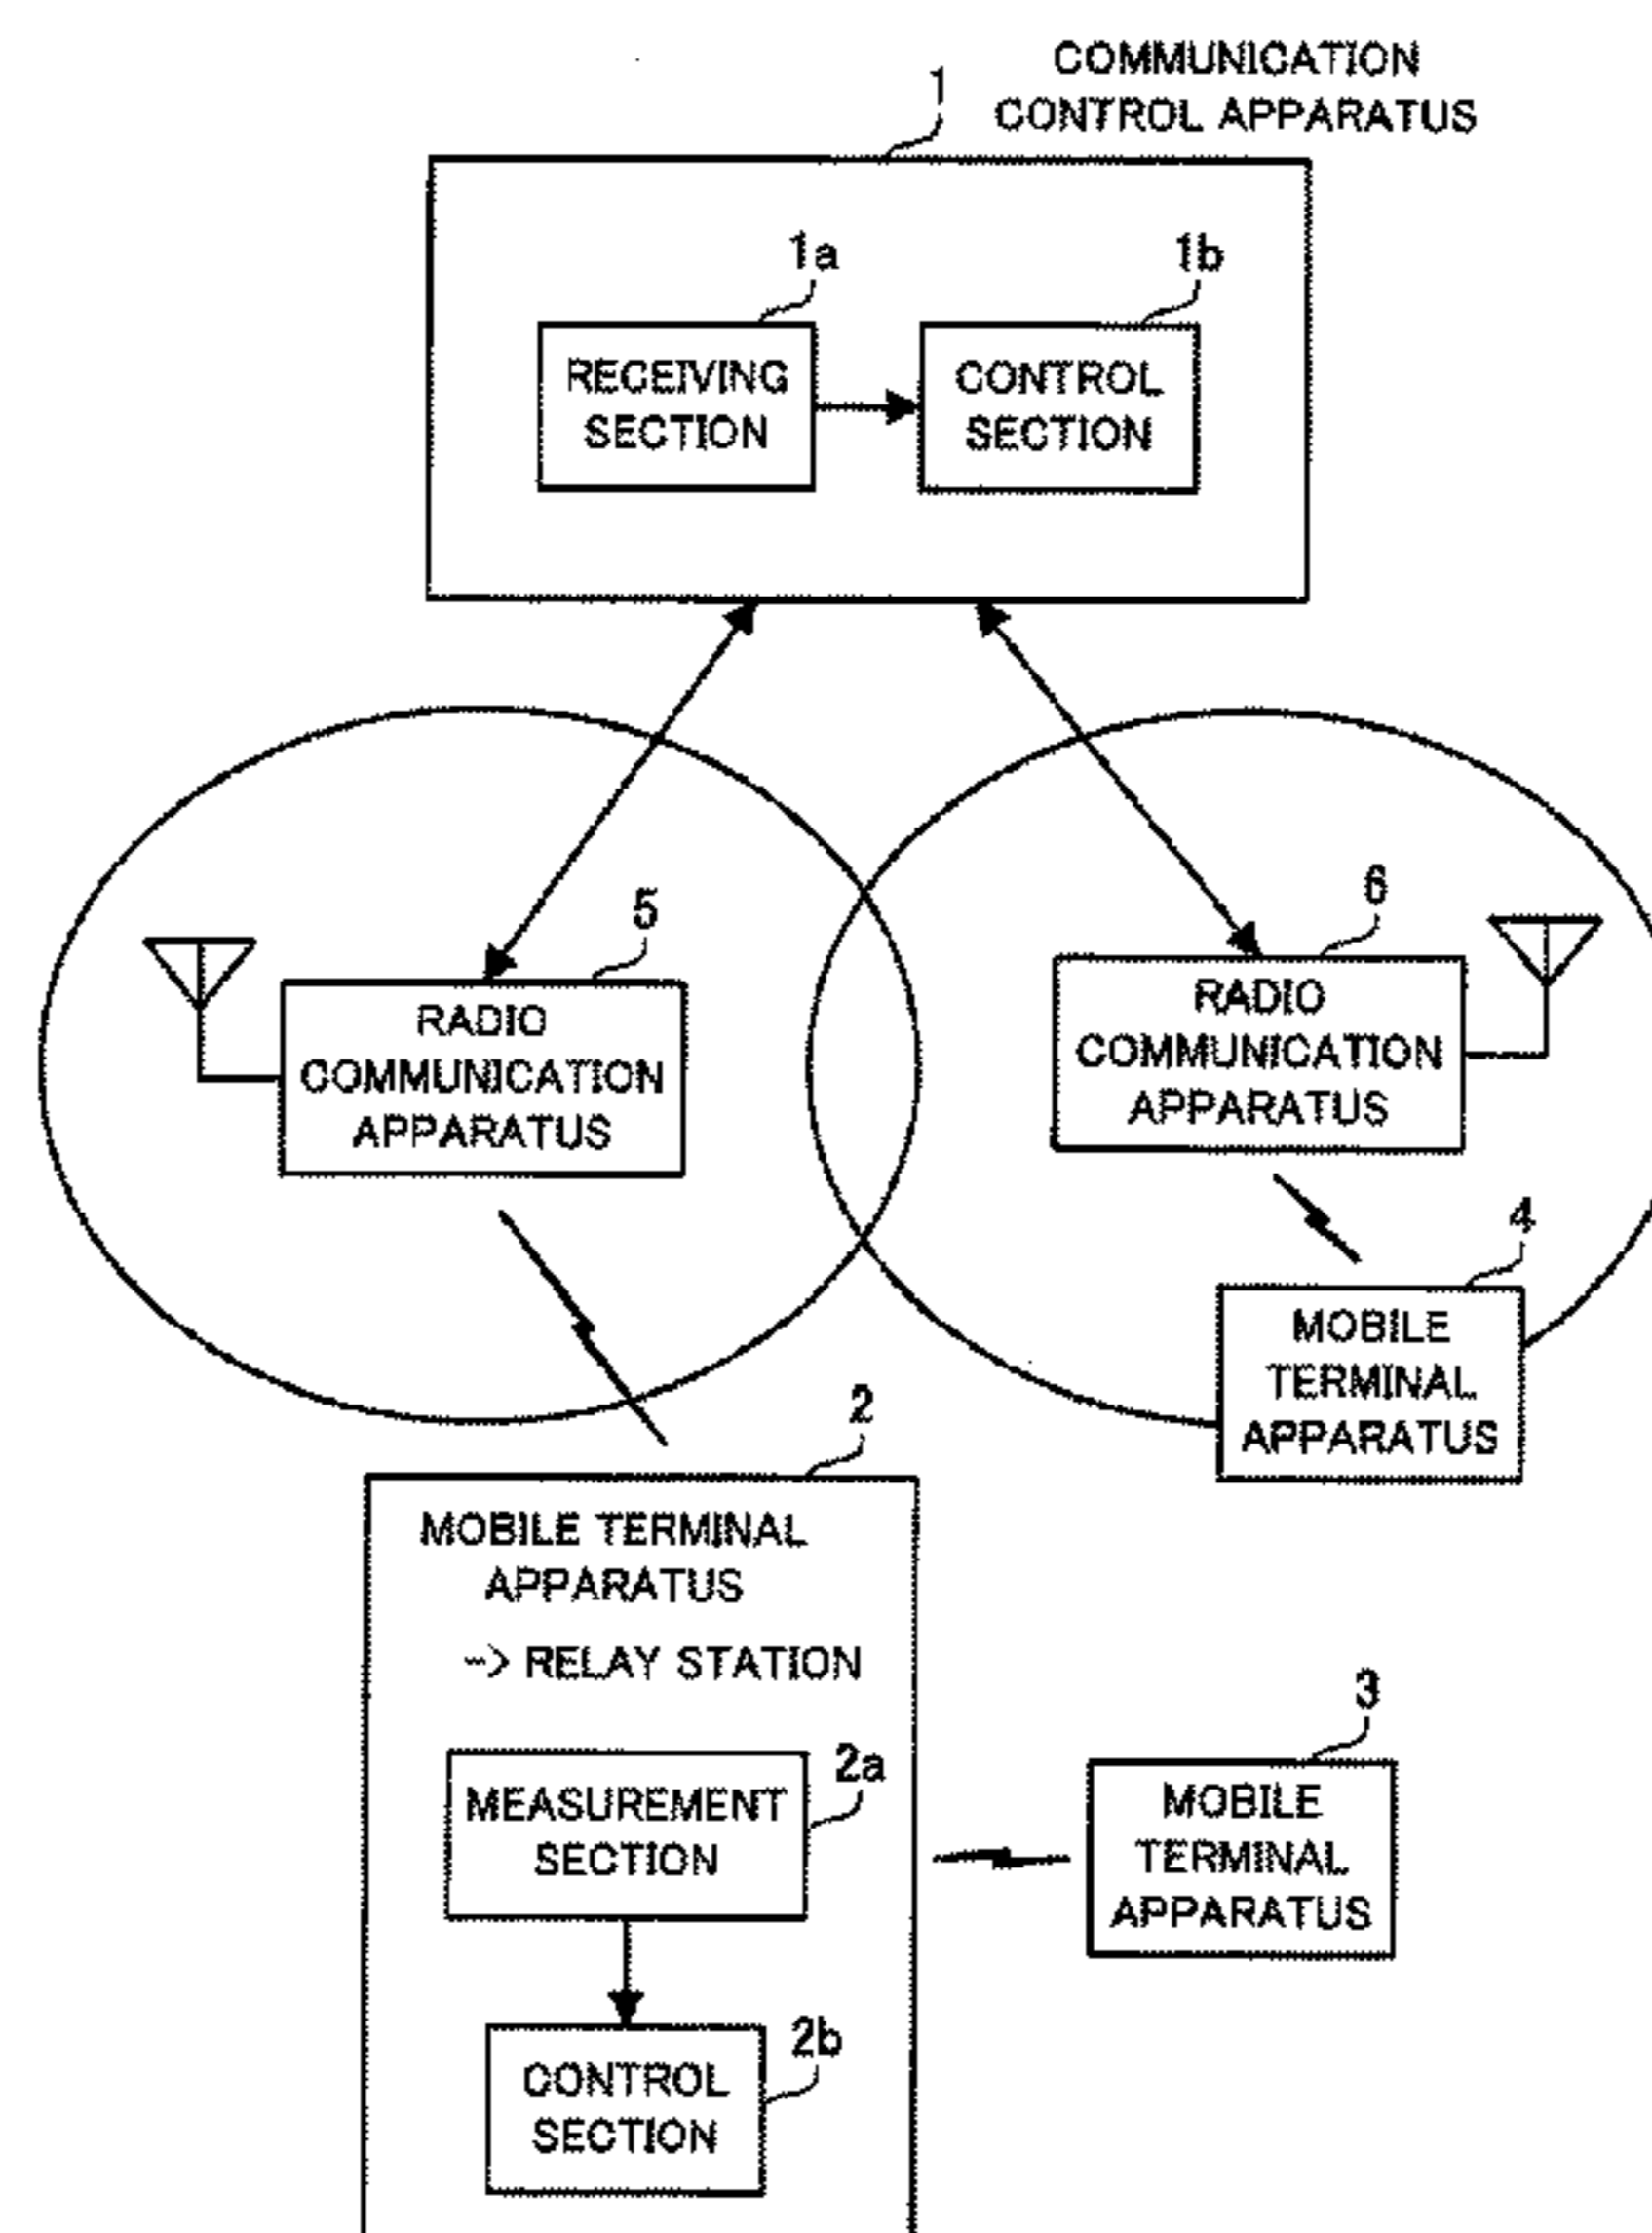 COMMUNICATION
CONTROL APPARATUS
1
1a
1b
RECEIVING
SECTION
CONTROL
SECTION
5
6
RADIO
COMMUNICATION
APPARATUS
RADIO
COMMUNICATION
APPARATUS
4
MOBILE
TERMINAL
APPARATUS
2
MOBILE TERMINAL
APPARATUS
-> RELAY STATION
3
2a
MEASUREMENT
SECTION
MOBILE
TERMINAL
APPARATUS
2b
CONTROL
SECTION